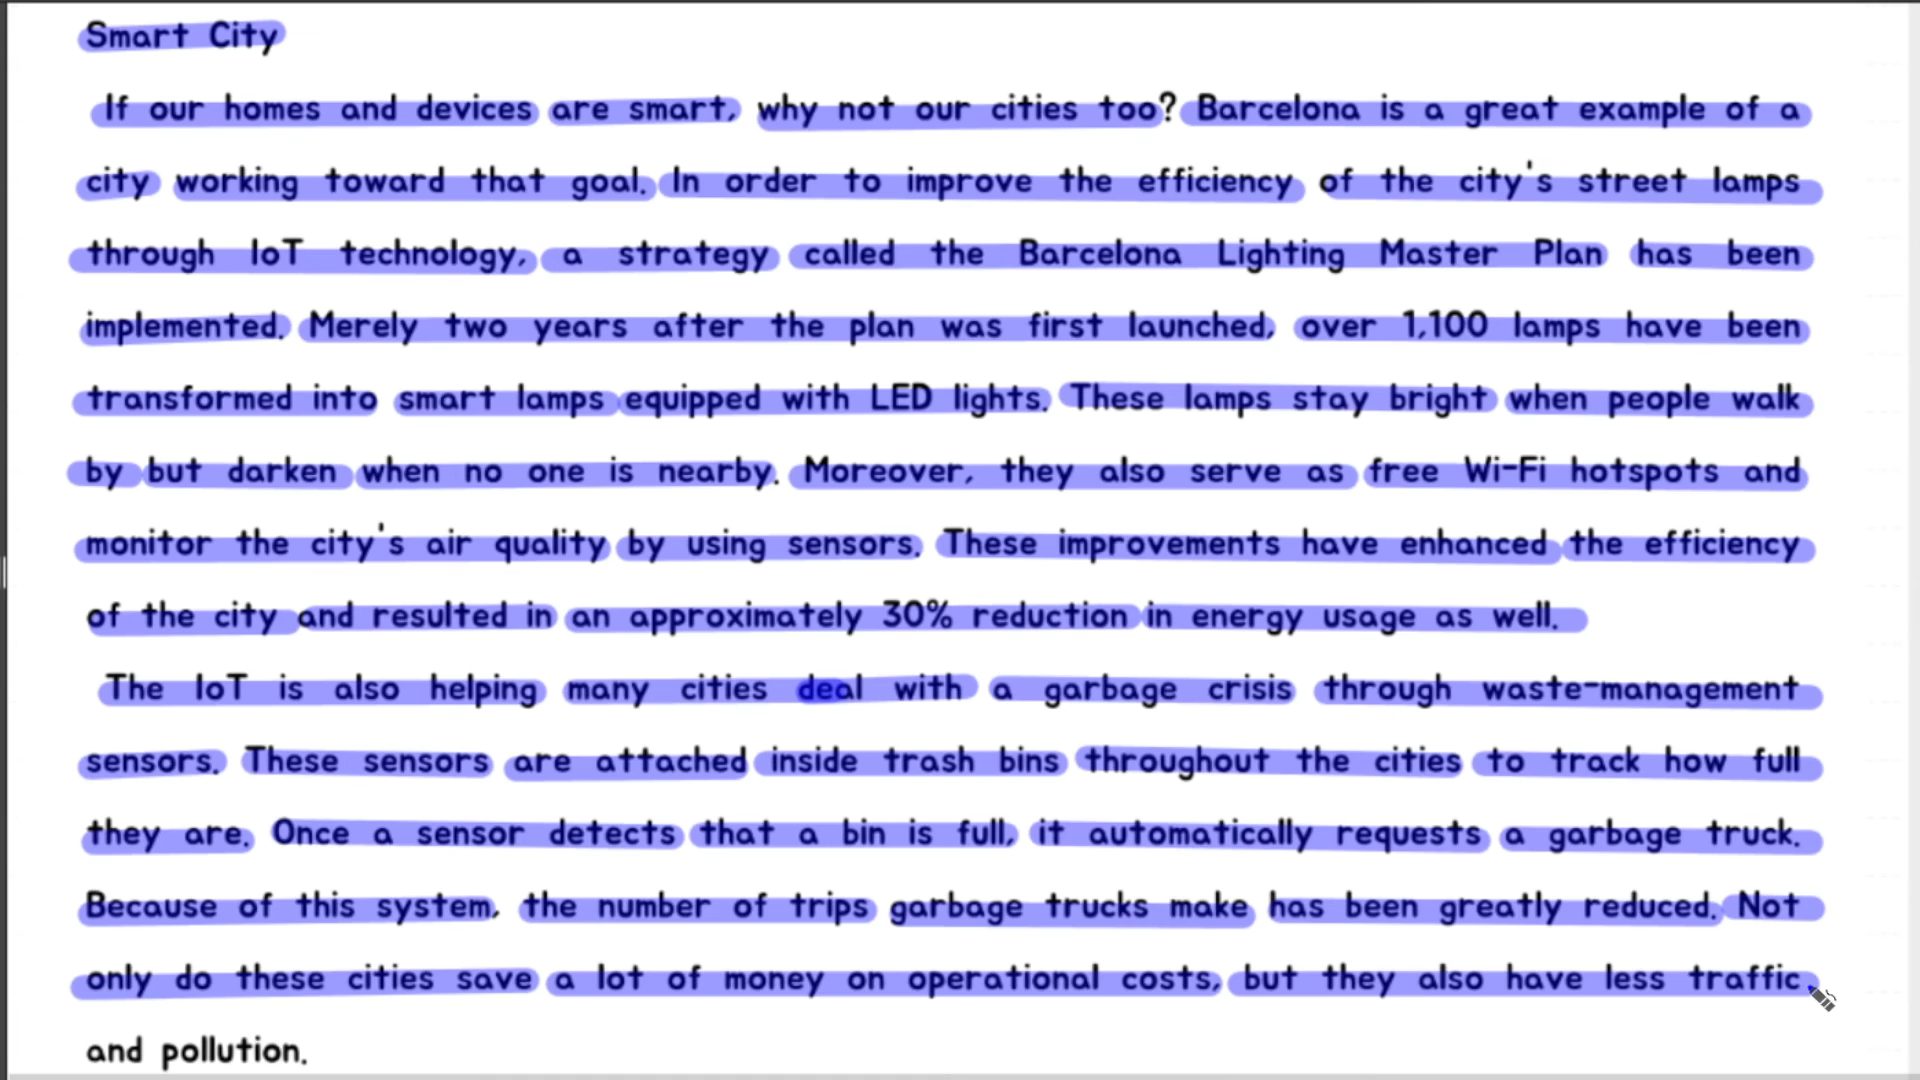 Smart City
If our homes and devices are smart, why not our cities too? Barcelona is a great example of a
city working toward that goal. In order to improve the efficiency of the city's street lamps
through IoT technology, a strategy called the Barcelona Lighting Master Plan has been
implemented. Merely two years after the plan was first launched, over 1,100 lamps have been
transformed into smart lamps equipped with LED lights. These lamps stay bright when people walk
by but darken when no one is nearby. Moreover, they also serve as free Wi-Fi hotspots and
monitor the city's air quality by using sensors. These improvements have enhanced the efficiency
of the city and resulted in an approximately 30% reduction in energy usage as well.
The IoT is also helping many cities deal with a garbage crisis through waste-management
sensors. These sensors are attached inside trash bins throughout the cities to track how full
they are. Once a sensor detects that a bin is full, it automatically requests a garbage truck.
Because of this system, the number of trips garbage trucks make has been greatly reduced. Not
only do these cities save a lot of money on operational costs, but they also have less traffic
and pollution.